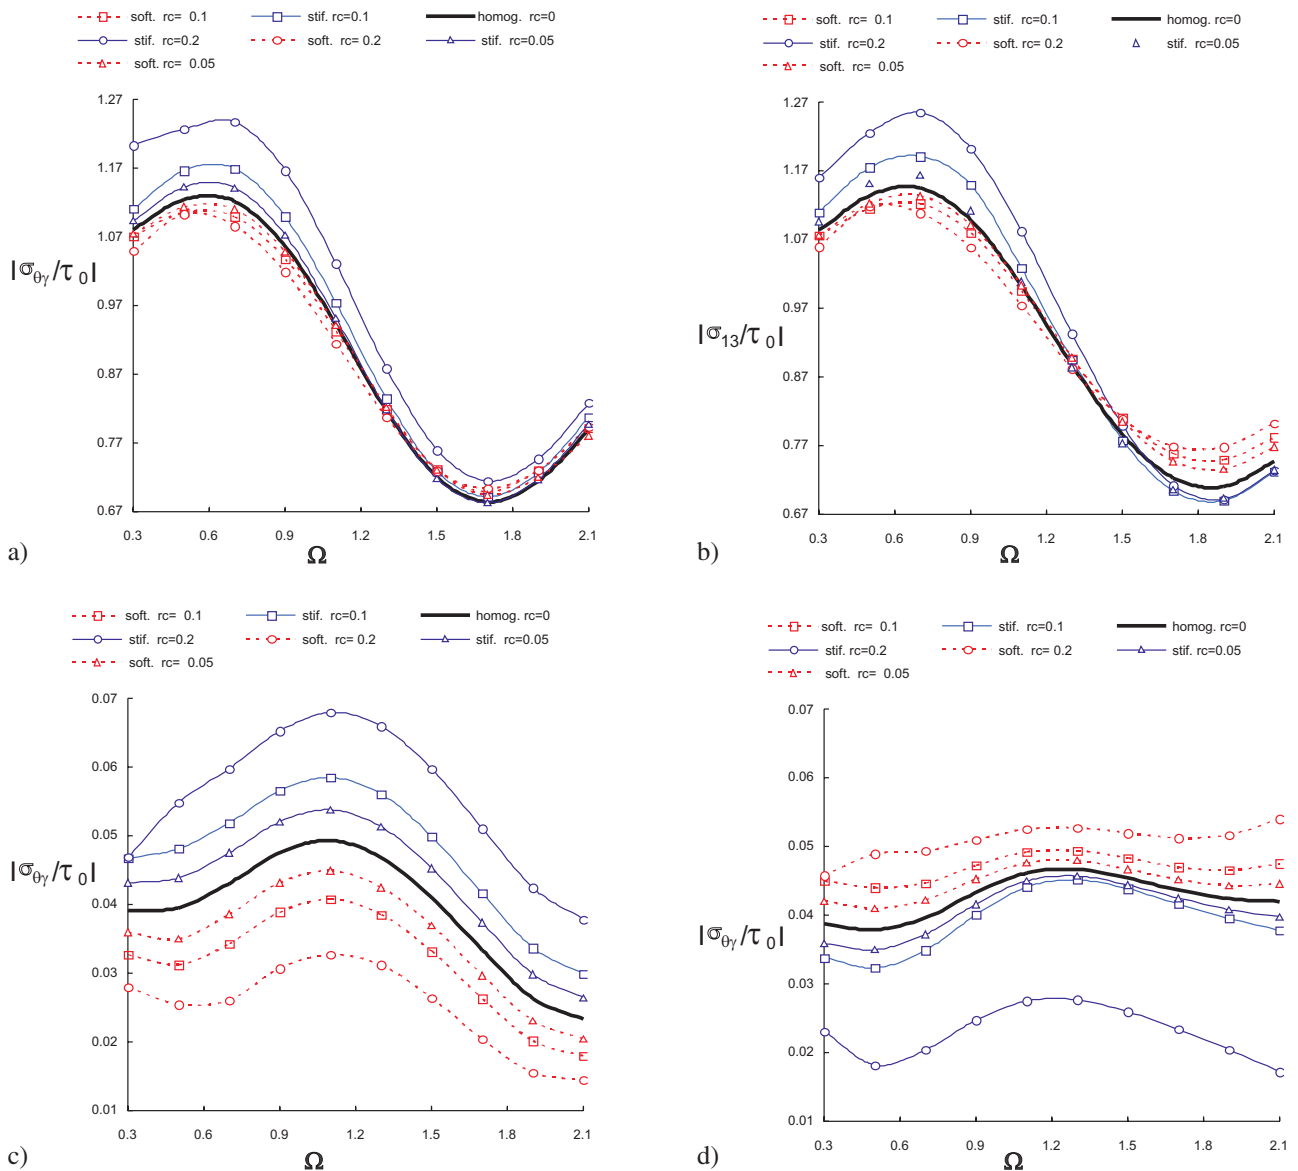 soft. rc= 0.1 stif. rc=0.1 homog. rc=0
stif. rc=0.2 soft. rc= 0.2 stif. rc=0.05
soft. rc= 0.05
1.27
1.17
1.07
0.97
0.87
0.77
0.67
|σθγ/τ0|
0.3 0.6 0.9 1.2 1.5 1.8 2.1
Ω
a)
soft. rc= 0.1 stif. rc=0.1 homog. rc=0
stif. rc=0.2 soft. rc= 0.2 stif. rc=0.05
soft. rc= 0.05
1.27
1.17
1.07
0.97
0.87
0.77
0.67
|σ13/τ0|
0.3 0.6 0.9 1.2 1.5 1.8 2.1
Ω
b)
soft. rc= 0.1 stif. rc=0.1 homog. rc=0
stif. rc=0.2 soft. rc= 0.2 stif. rc=0.05
soft. rc= 0.05
0.07
0.06
0.05
0.04
0.03
0.02
0.01
|σθγ/τ0|
0.3 0.6 0.9 1.2 1.5 1.8 2.1
Ω
c)
soft. rc= 0.1 stif. rc=0.1 homog. rc=0
stif. rc=0.2 soft. rc= 0.2 stif. rc=0.05
soft. rc= 0.05
0.07
0.06
0.05
0.04
0.03
0.02
0.01
|σθγ/τ0|
0.3 0.6 0.9 1.2 1.5 1.8 2.1
Ω
d)